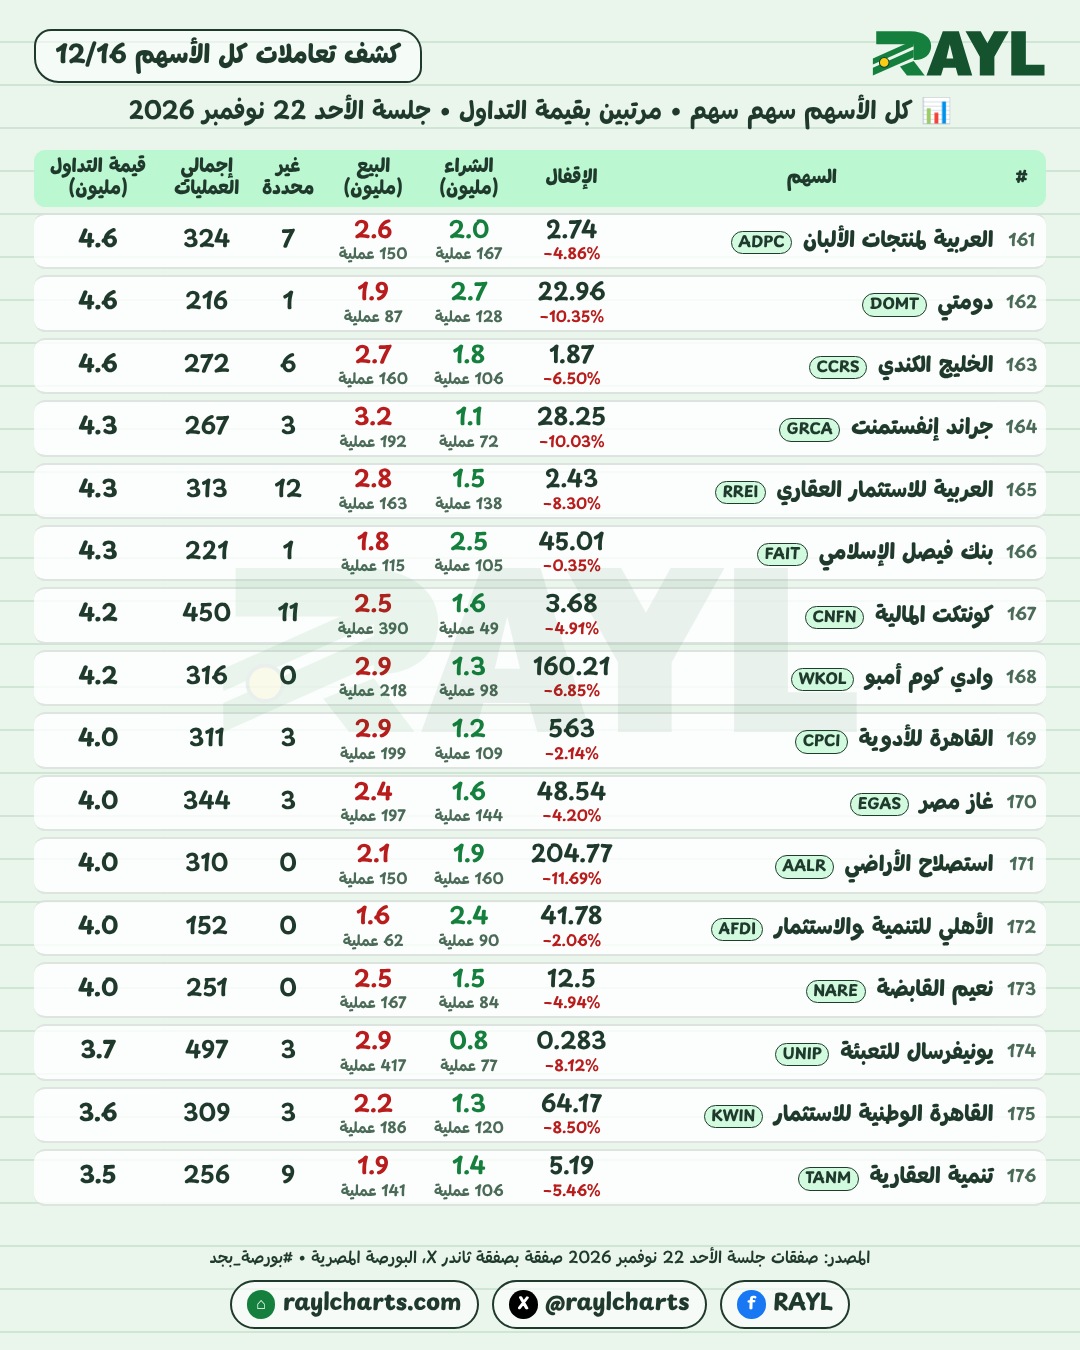 RAYL
كشف تعاملات كل الأسهم 12/16
📊 كل الأسهم سهم سهم • مرتبين بقيمة التداول • جلسة الأحد 22 نوفمبر 2026
# السهم الإقفال الشراء (مليون) البيع (مليون) غير محددة إجمالي العمليات قيمة التداول (مليون)
161 العربية لمنتجات الألبان ADPC 2.74 2.0 2.6 7 324 4.6
-4.86% 167 عملية 150 عملية
162 دومتي DOMT 22.96 2.7 1.9 1 216 4.6
-10.35% 128 عملية 87 عملية
163 الخليج الكندي CCRS 1.87 1.8 2.7 6 272 4.6
-6.50% 106 عملية 160 عملية
164 جراند إنفستمنت GRCA 28.25 1.1 3.2 3 267 4.3
-10.03% 72 عملية 192 عملية
165 العربية للاستثمار العقاري RREI 2.43 1.5 2.8 12 313 4.3
-8.30% 138 عملية 163 عملية
166 بنك فيصل الإسلامي FAIT 45.01 2.5 1.8 1 221 4.3
-0.35% 105 عملية 115 عملية
167 كونتكت المالية CNFN 3.68 1.6 2.5 11 450 4.2
-4.91% 49 عملية 390 عملية
168 وادي كوم أمبو WKOL 160.21 1.3 2.9 0 316 4.2
-6.85% 98 عملية 218 عملية
169 القاهرة للأدوية CPCI 563 1.2 2.9 3 311 4.0
-2.14% 109 عملية 199 عملية
170 غاز مصر EGAS 48.54 1.6 2.4 3 344 4.0
-4.20% 144 عملية 197 عملية
171 استصلاح الأراضي AALR 204.77 1.9 2.1 0 310 4.0
-11.69% 160 عملية 150 عملية
172 الأهلي للتنمية والاستثمار AFDI 41.78 2.4 1.6 0 152 4.0
-2.06% 90 عملية 62 عملية
173 نعيم القابضة NARE 12.5 1.5 2.5 0 251 4.0
-4.94% 84 عملية 167 عملية
174 يونيفرسال للتعبئة UNIP 0.283 0.8 2.9 3 497 3.7
-8.12% 77 عملية 417 عملية
175 القاهرة الوطنية للاستثمار KWIN 64.17 1.3 2.2 3 309 3.6
-8.50% 120 عملية 186 عملية
176 تنمية العقارية TANM 5.19 1.4 1.9 9 256 3.5
-5.46% 106 عملية 141 عملية
المصدر: صفقات جلسة الأحد 22 نوفمبر 2026 صفقة بصفقة ثاندر X، البورصة المصرية • #بورصة_بجد
RAYL
@raylcharts
raylcharts.com